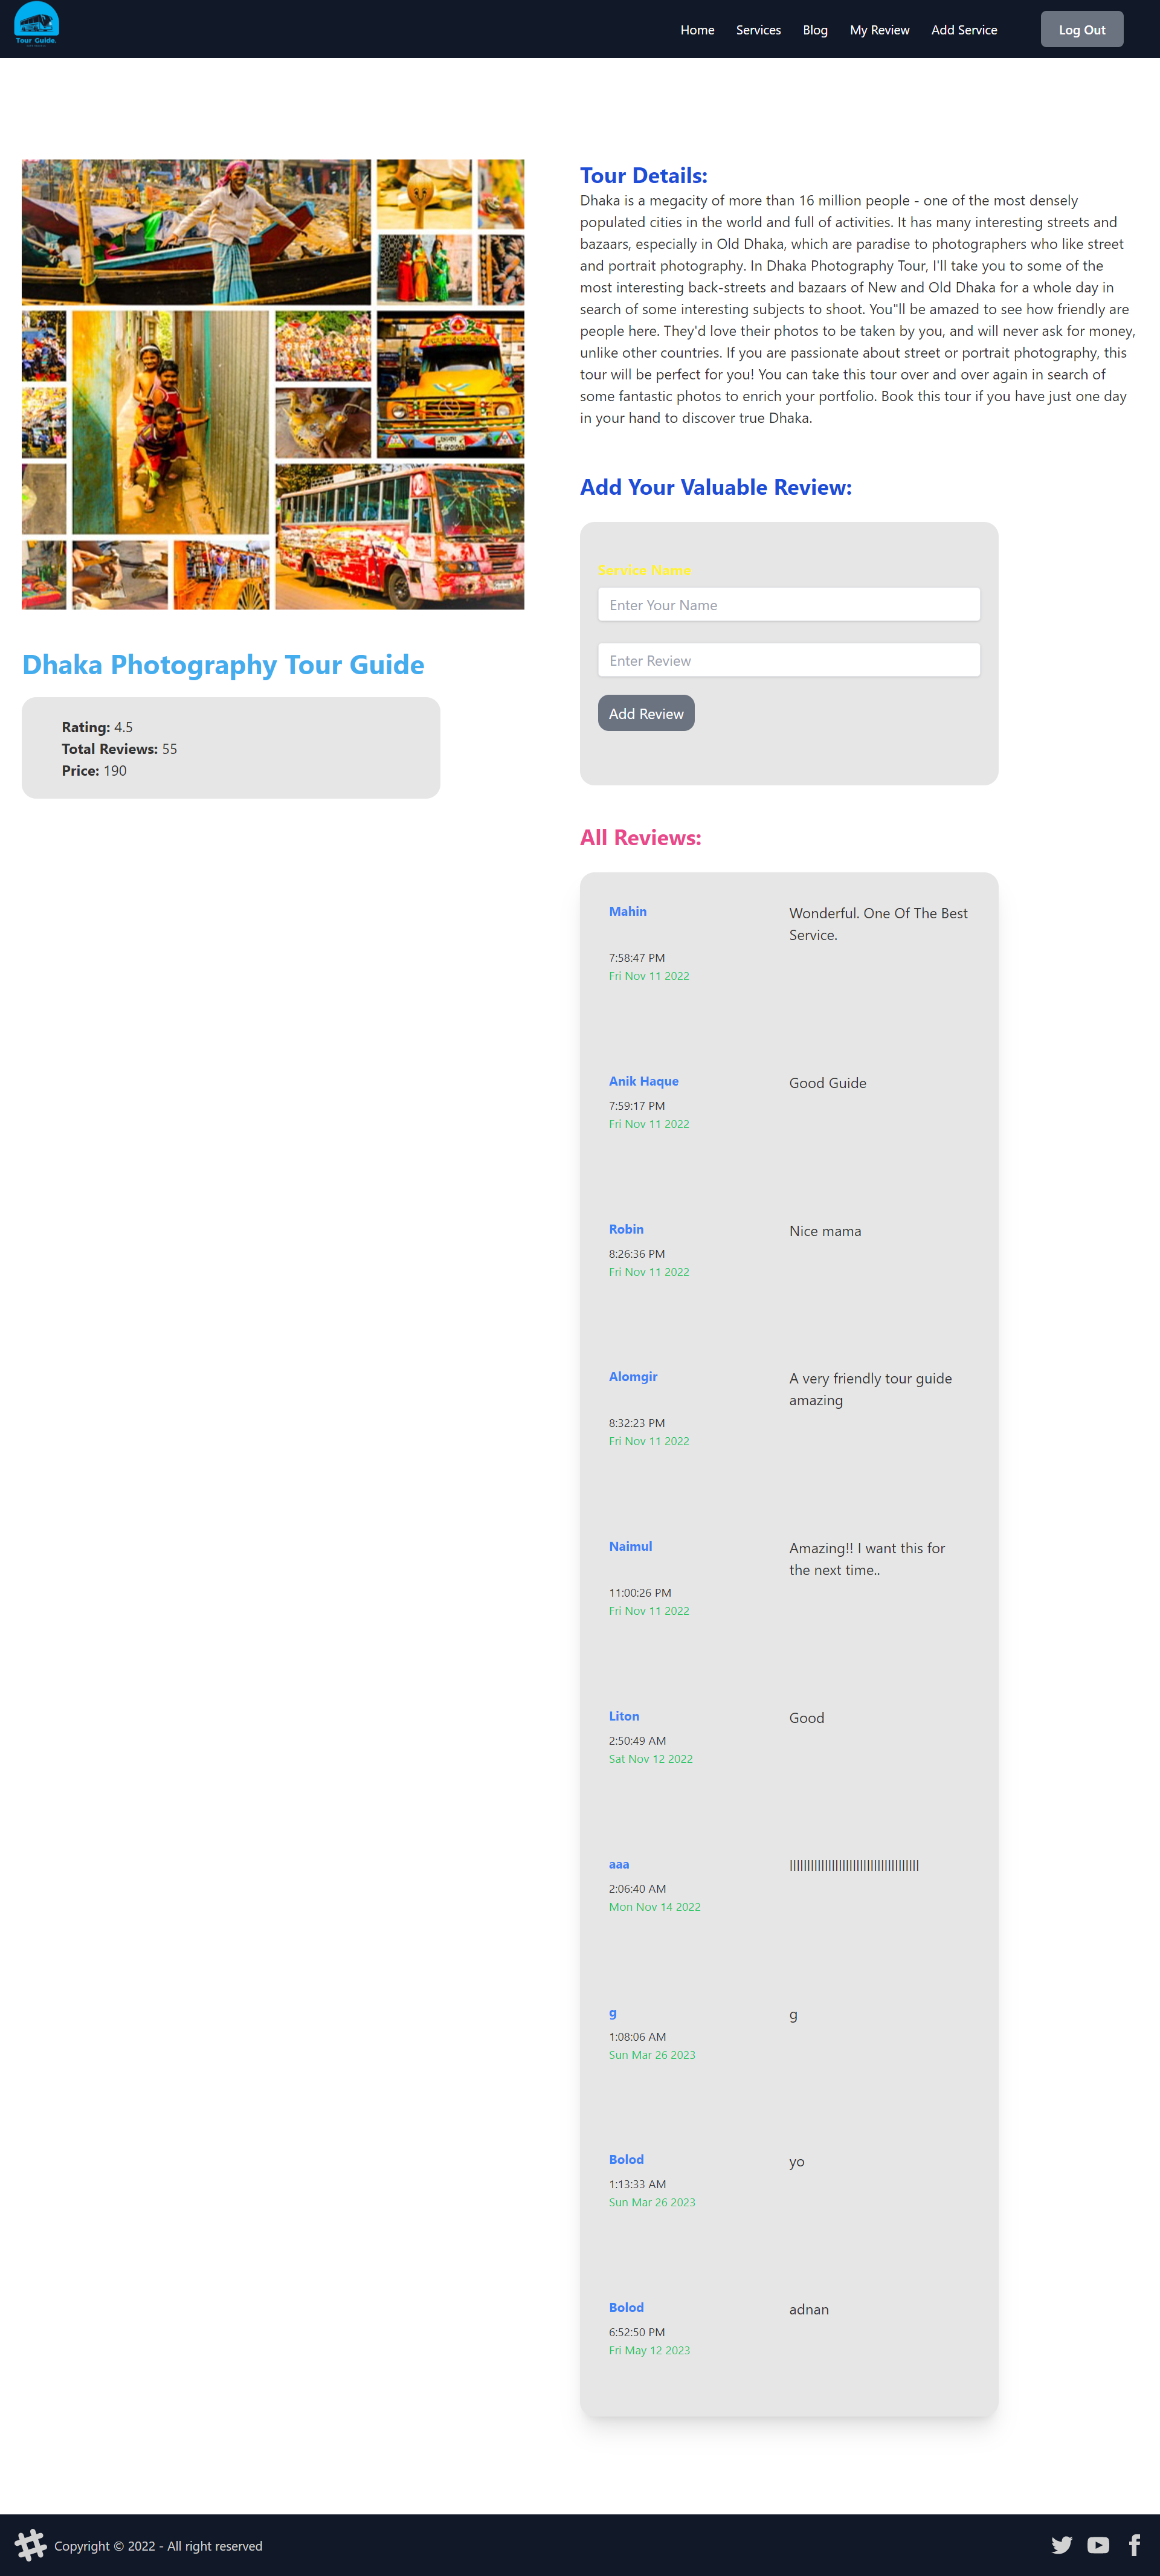 Tour Guide.
Home Services Blog My Review Add Service Log Out
Tour Details:
Dhaka is a megacity of more than 16 million people - one of the most densely
populated cities in the world and full of activities. It has many interesting streets and
bazaars, especially in Old Dhaka, which are paradise to photographers who like street
and portrait photography. In Dhaka Photography Tour, I'll take you to some of the
most interesting back-streets and bazaars of New and Old Dhaka for a whole day in
search of some interesting subjects to shoot. You"ll be amazed to see how friendly are
people here. They'd love their photos to be taken by you, and will never ask for money,
unlike other countries. If you are passionate about street or portrait photography, this
tour will be perfect for you! You can take this tour over and over again in search of
some fantastic photos to enrich your portfolio. Book this tour if you have just one day
in your hand to discover true Dhaka.
Dhaka Photography Tour Guide
Rating: 4.5
Total Reviews: 55
Price: 190
Add Your Valuable Review:
Service Name
Enter Your Name
Enter Review
Add Review
All Reviews:
Mahin
Wonderful. One Of The Best
Service.
7:58:47 PM
Fri Nov 11 2022
Anik Haque
Good Guide
7:59:17 PM
Fri Nov 11 2022
Robin
Nice mama
8:26:36 PM
Fri Nov 11 2022
Alomgir
A very friendly tour guide
amazing
8:32:23 PM
Fri Nov 11 2022
Naimul
Amazing!! I want this for
the next time..
11:00:26 PM
Fri Nov 11 2022
Liton
Good
2:50:49 AM
Sat Nov 12 2022
aaa
2:06:40 AM
Mon Nov 14 2022
g
g
1:08:06 AM
Sun Mar 26 2023
Bolod
yo
1:13:33 AM
Sun Mar 26 2023
Bolod
adnan
6:52:50 PM
Fri May 12 2023
Copyright © 2022 - All right reserved